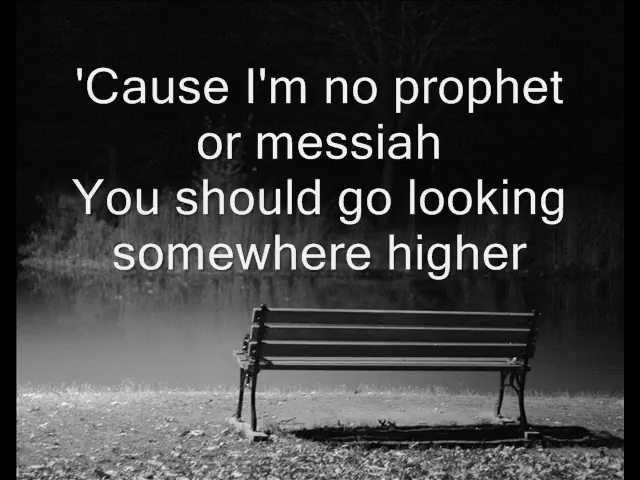 'Cause I'm no prophet
or messiah
You should go looking
somewhere higher